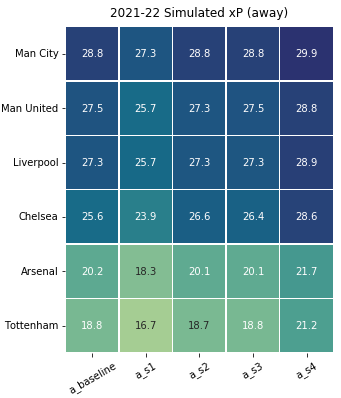 2021-22 Simulated xP (away)
Man City 28.8 27.3 28.8 28.8 29.9
Man United 27.5 25.7 27.3 27.5 28.8
Liverpool 27.3 25.7 27.3 27.3 28.9
Chelsea 25.6 23.9 26.6 26.4 28.6
Arsenal 20.2 18.3 20.1 20.1 21.7
Tottenham 18.8 16.7 18.7 18.8 21.2
a_baseline a_s1 a_s2 a_s3 a_s4